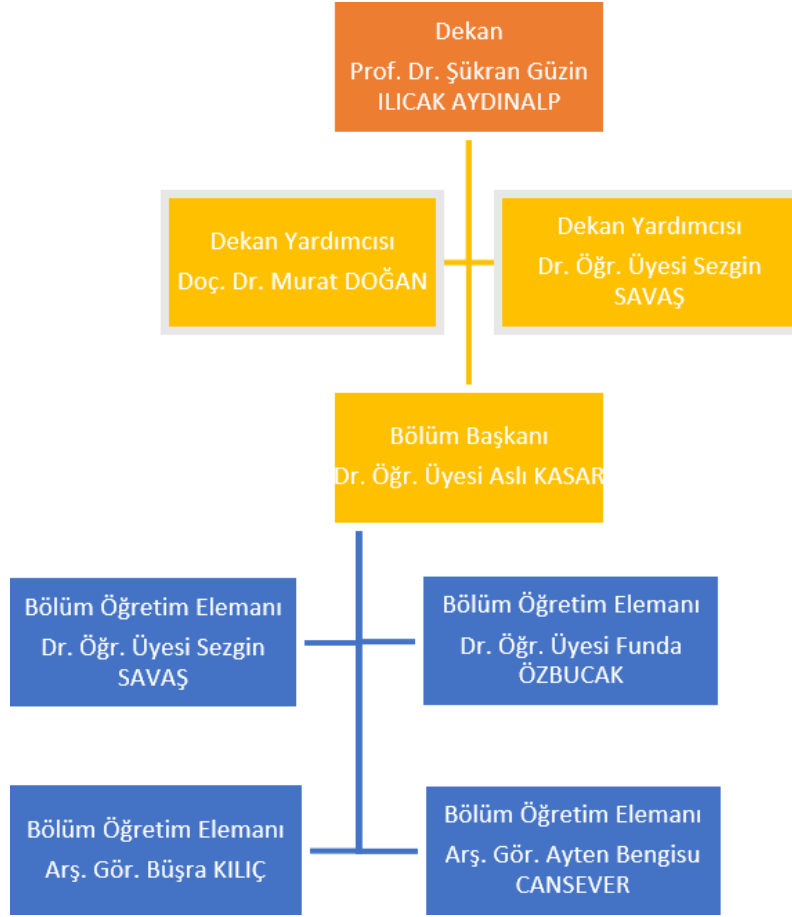 Dekan
Prof. Dr. Şükran Güzin
ILICAK AYDINALP
Dekan Yardımcısı
Doç. Dr. Murat DOĞAN
Dekan Yardımcısı
Dr. Öğr. Üyesi Sezgin
SAVAŞ
Bölüm Başkanı
Dr. Öğr. Üyesi Aslı KASAR
Bölüm Öğretim Elemanı
Dr. Öğr. Üyesi Sezgin
SAVAŞ
Bölüm Öğretim Elemanı
Dr. Öğr. Üyesi Funda
ÖZBUCAK
Bölüm Öğretim Elemanı
Arş. Gör. Büşra KILIÇ
Bölüm Öğretim Elemanı
Arş. Gör. Ayten Bengisu
CANSEVER